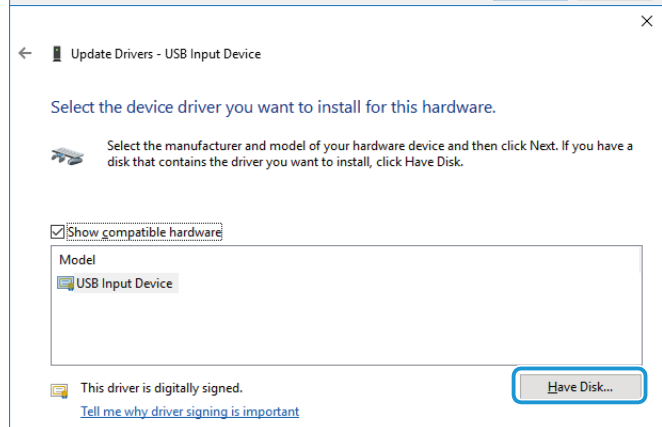 Update Drivers - USB Input Device
Select the device driver you want to install for this hardware.
Select the manufacturer and model of your hardware device and then click Next. If you have a
disk that contains the driver you want to install, click Have Disk.
Show compatible hardware
Model
USB Input Device
This driver is digitally signed.
Have Disk...
Tell me why driver signing is important